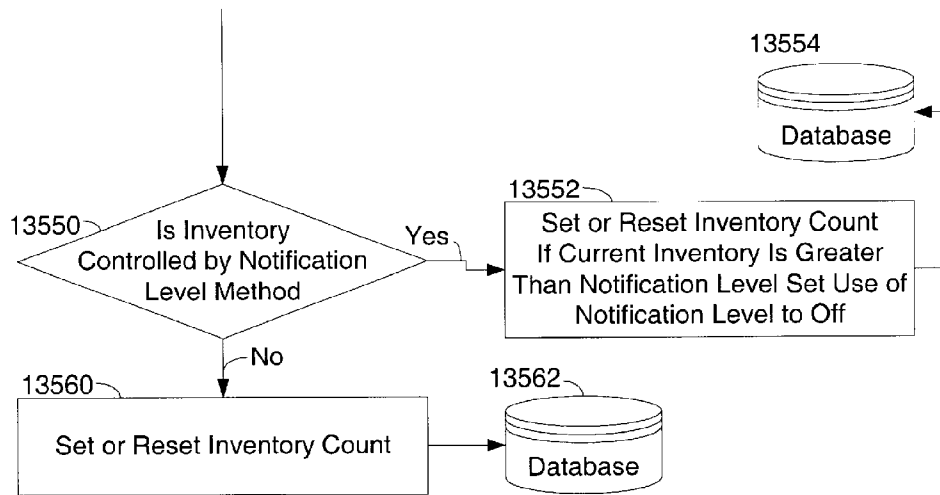 13554
Database
13550
Is Inventory
Controlled by Notification
Level Method
Yes
13552
Set or Reset Inventory Count
If Current Inventory Is Greater
Than Notification Level Set Use of
Notification Level to Off
No
13560
Set or Reset Inventory Count
13562
Database